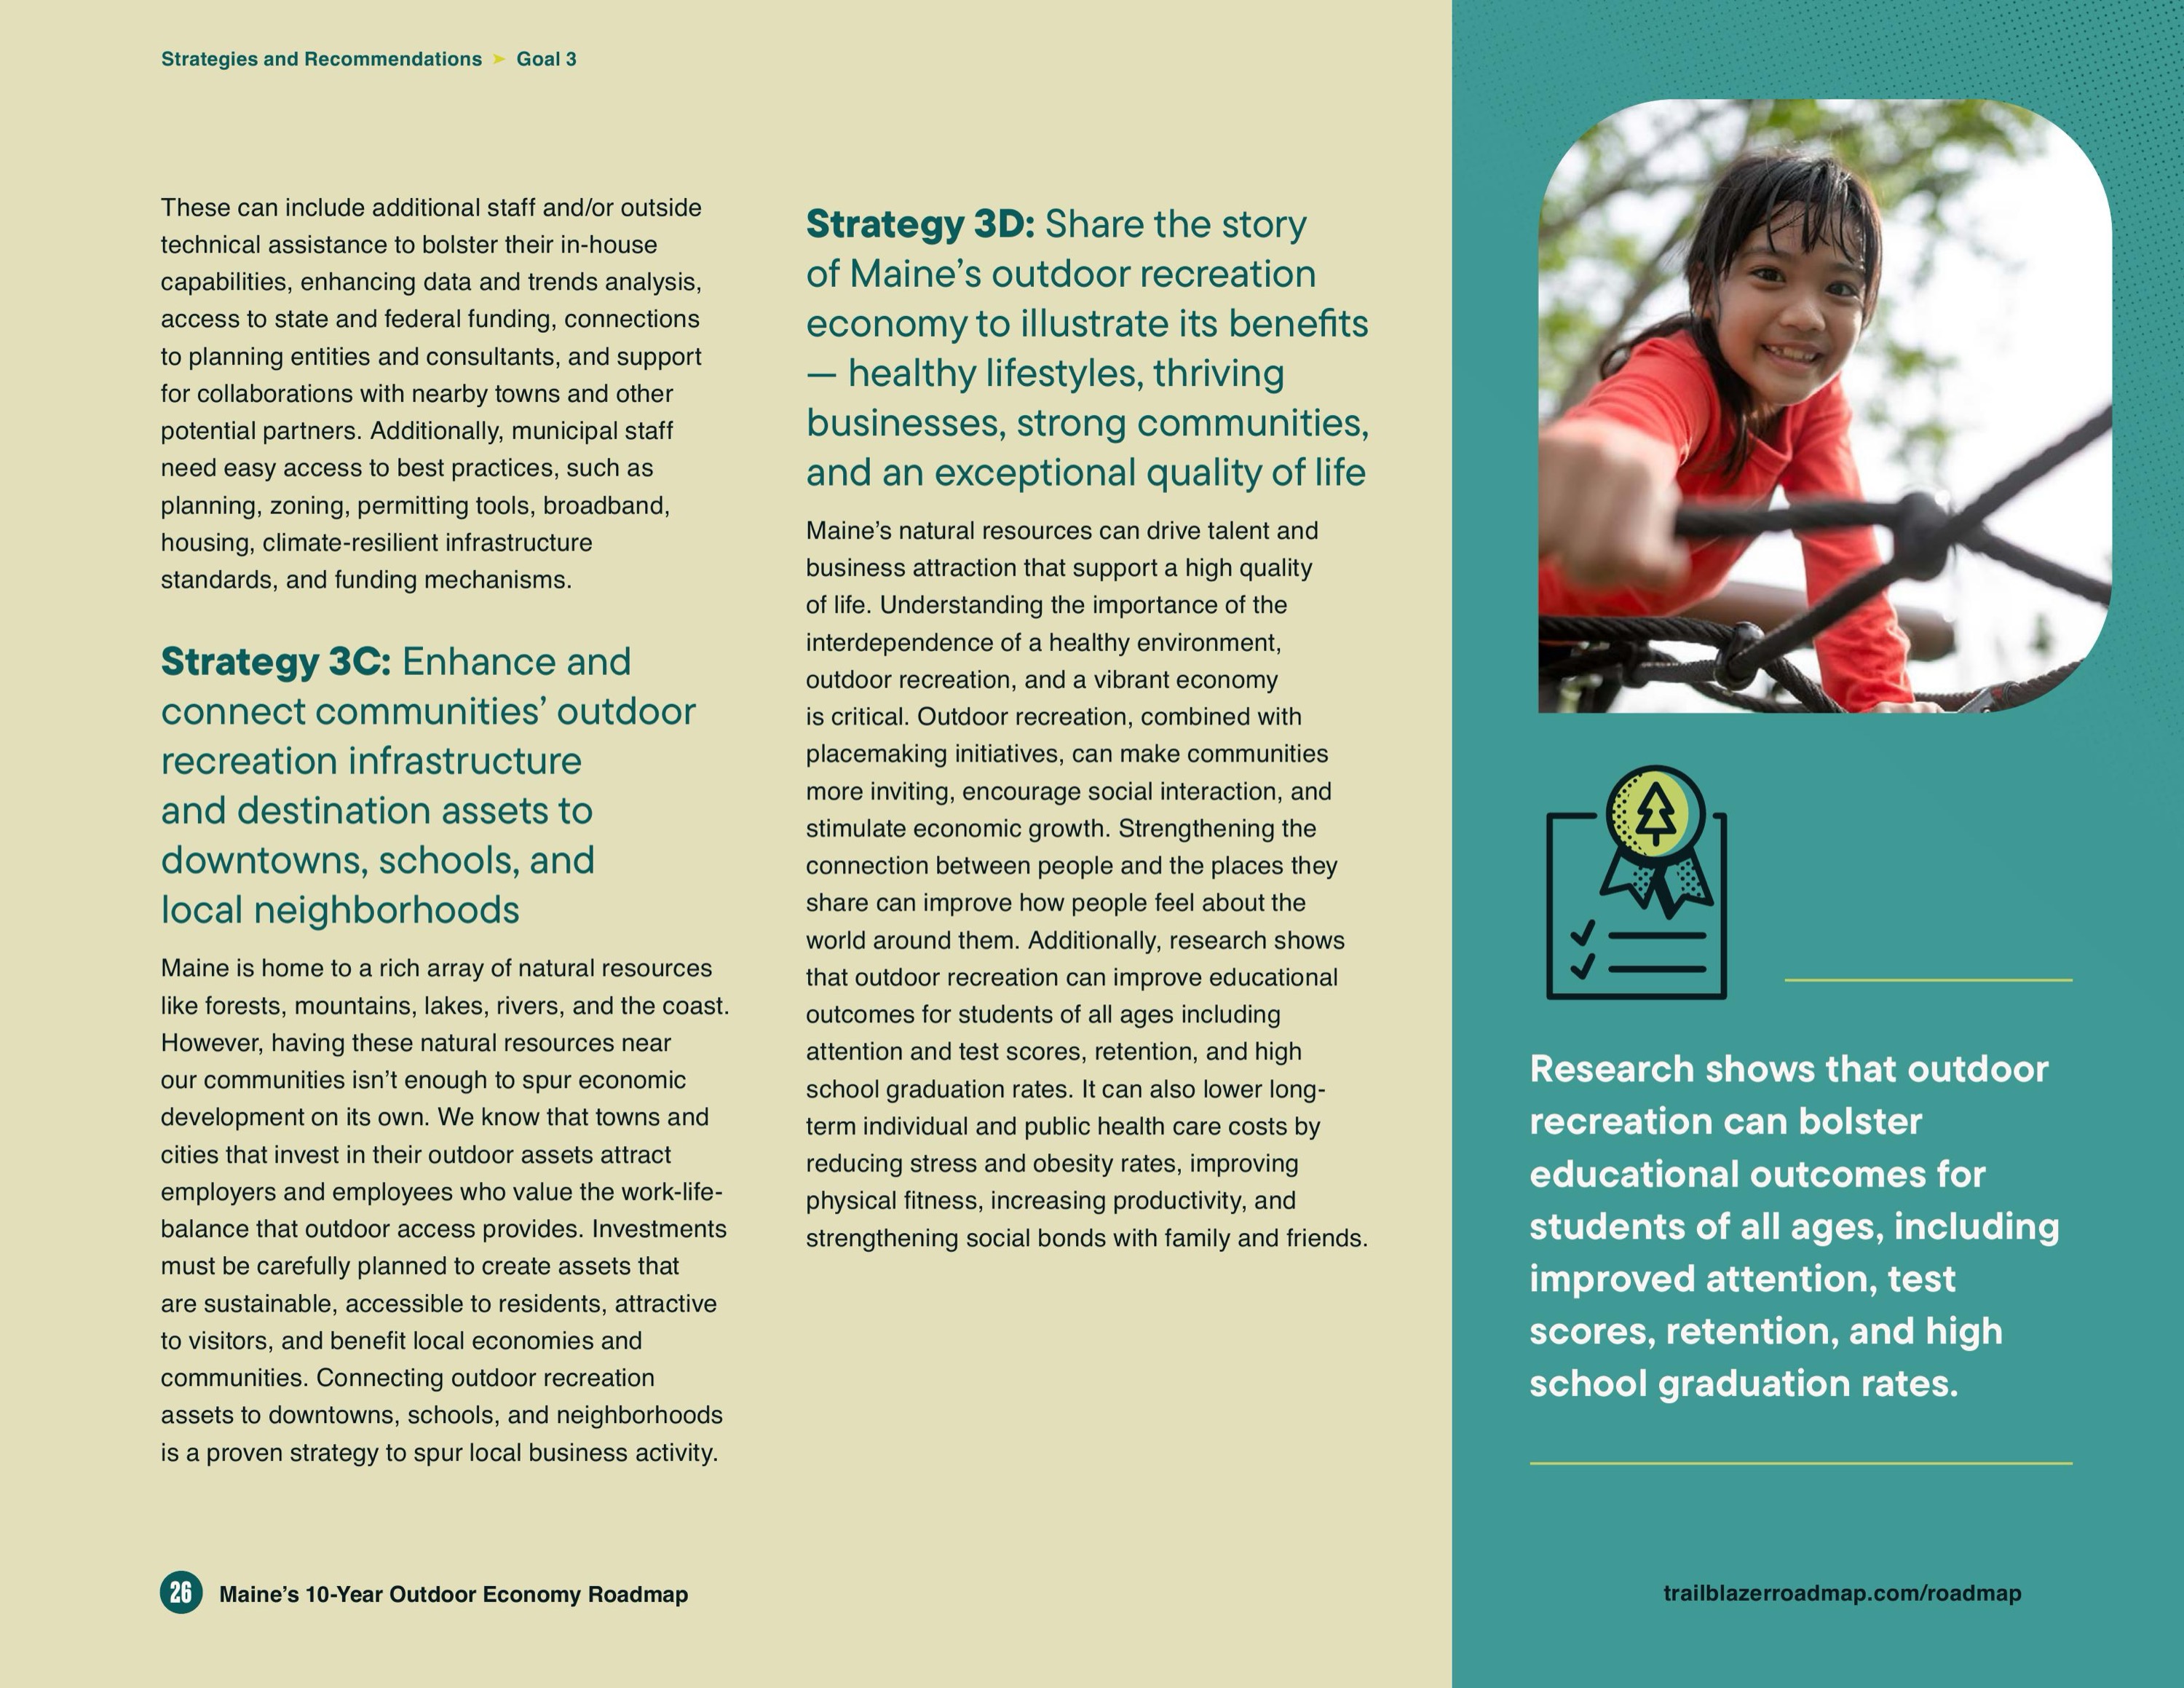 Strategies and Recommendations ➤ Goal 3
These can include additional staff and/or outside
technical assistance to bolster their in-house
capabilities, enhancing data and trends analysis,
access to state and federal funding, connections
to planning entities and consultants, and support
for collaborations with nearby towns and other
potential partners. Additionally, municipal staff
need easy access to best practices, such as
planning, zoning, permitting tools, broadband,
housing, climate-resilient infrastructure
standards, and funding mechanisms.
Strategy 3C: Enhance and
connect communities’ outdoor
recreation infrastructure
and destination assets to
downtowns, schools, and
local neighborhoods
Maine is home to a rich array of natural resources
like forests, mountains, lakes, rivers, and the coast.
However, having these natural resources near
our communities isn’t enough to spur economic
development on its own. We know that towns and
cities that invest in their outdoor assets attract
employers and employees who value the work-life-
balance that outdoor access provides. Investments
must be carefully planned to create assets that
are sustainable, accessible to residents, attractive
to visitors, and benefit local economies and
communities. Connecting outdoor recreation
assets to downtowns, schools, and neighborhoods
is a proven strategy to spur local business activity.
Strategy 3D: Share the story
of Maine’s outdoor recreation
economy to illustrate its benefits
— healthy lifestyles, thriving
businesses, strong communities,
and an exceptional quality of life
Maine’s natural resources can drive talent and
business attraction that support a high quality
of life. Understanding the importance of the
interdependence of a healthy environment,
outdoor recreation, and a vibrant economy
is critical. Outdoor recreation, combined with
placemaking initiatives, can make communities
more inviting, encourage social interaction, and
stimulate economic growth. Strengthening the
connection between people and the places they
share can improve how people feel about the
world around them. Additionally, research shows
that outdoor recreation can improve educational
outcomes for students of all ages including
attention and test scores, retention, and high
school graduation rates. It can also lower long-
term individual and public health care costs by
reducing stress and obesity rates, improving
physical fitness, increasing productivity, and
strengthening social bonds with family and friends.
Research shows that outdoor
recreation can bolster
educational outcomes for
students of all ages, including
improved attention, test
scores, retention, and high
school graduation rates.
26 Maine’s 10-Year Outdoor Economy Roadmap
trailblazerroadmap.com/roadmap